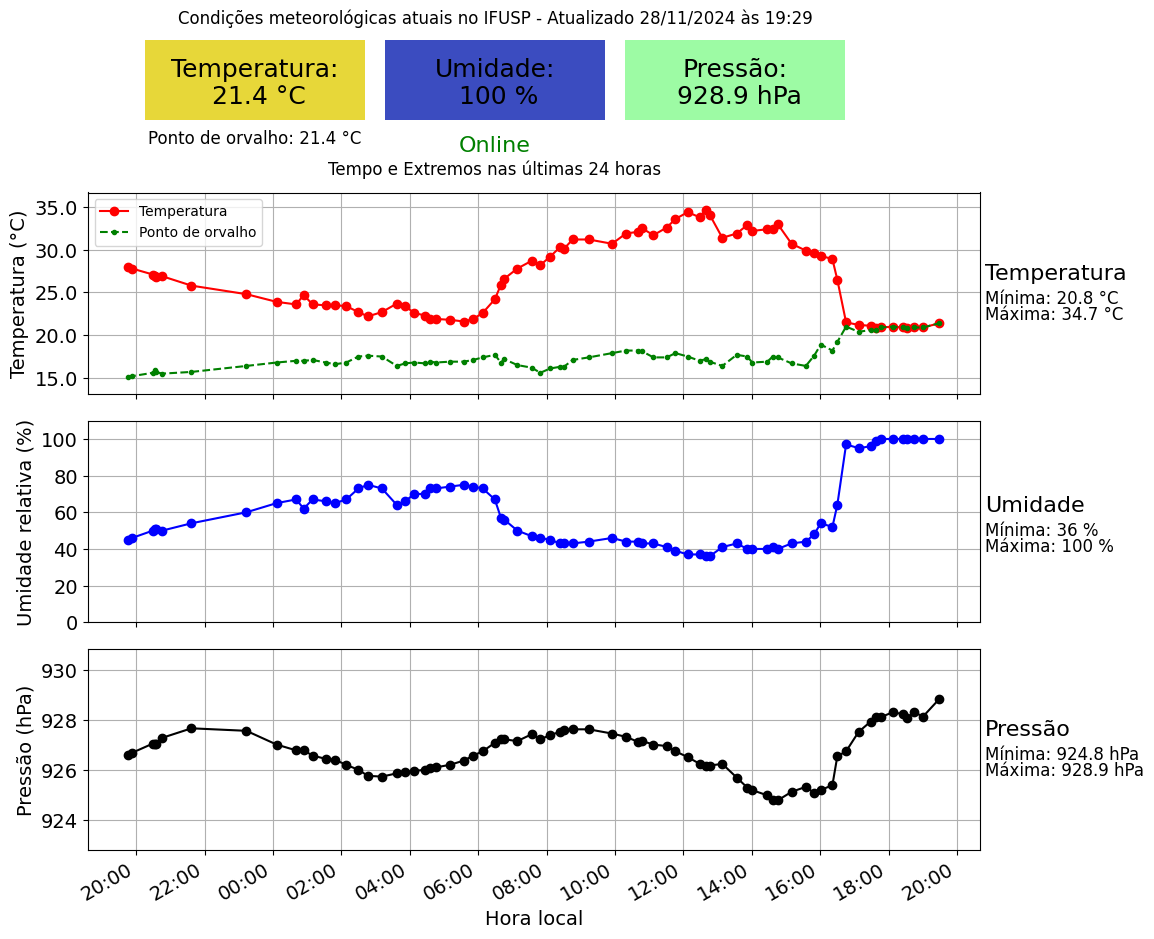 Condições meteorológicas atuais no IFUSP - Atualizado 28/11/2024 às 19:29
Temperatura:
21.4 °C
Umidade:
100 %
Pressão:
928.9 hPa
Ponto de orvalho: 21.4 °C
Online
Tempo e Extremos nas últimas 24 horas
Temperatura (°C)
35.0
30.0
25.0
20.0
15.0
Temperatura
Ponto de orvalho
Temperatura
Mínima: 20.8 °C
Máxima: 34.7 °C
Umidade relativa (%)
100
80
60
40
20
0
Umidade
Mínima: 36 %
Máxima: 100 %
Pressão (hPa)
930
928
926
924
Pressão
Mínima: 924.8 hPa
Máxima: 928.9 hPa
20:00 22:00 00:00 02:00 04:00 06:00 08:00 10:00 12:00 14:00 16:00 18:00 20:00
Hora local